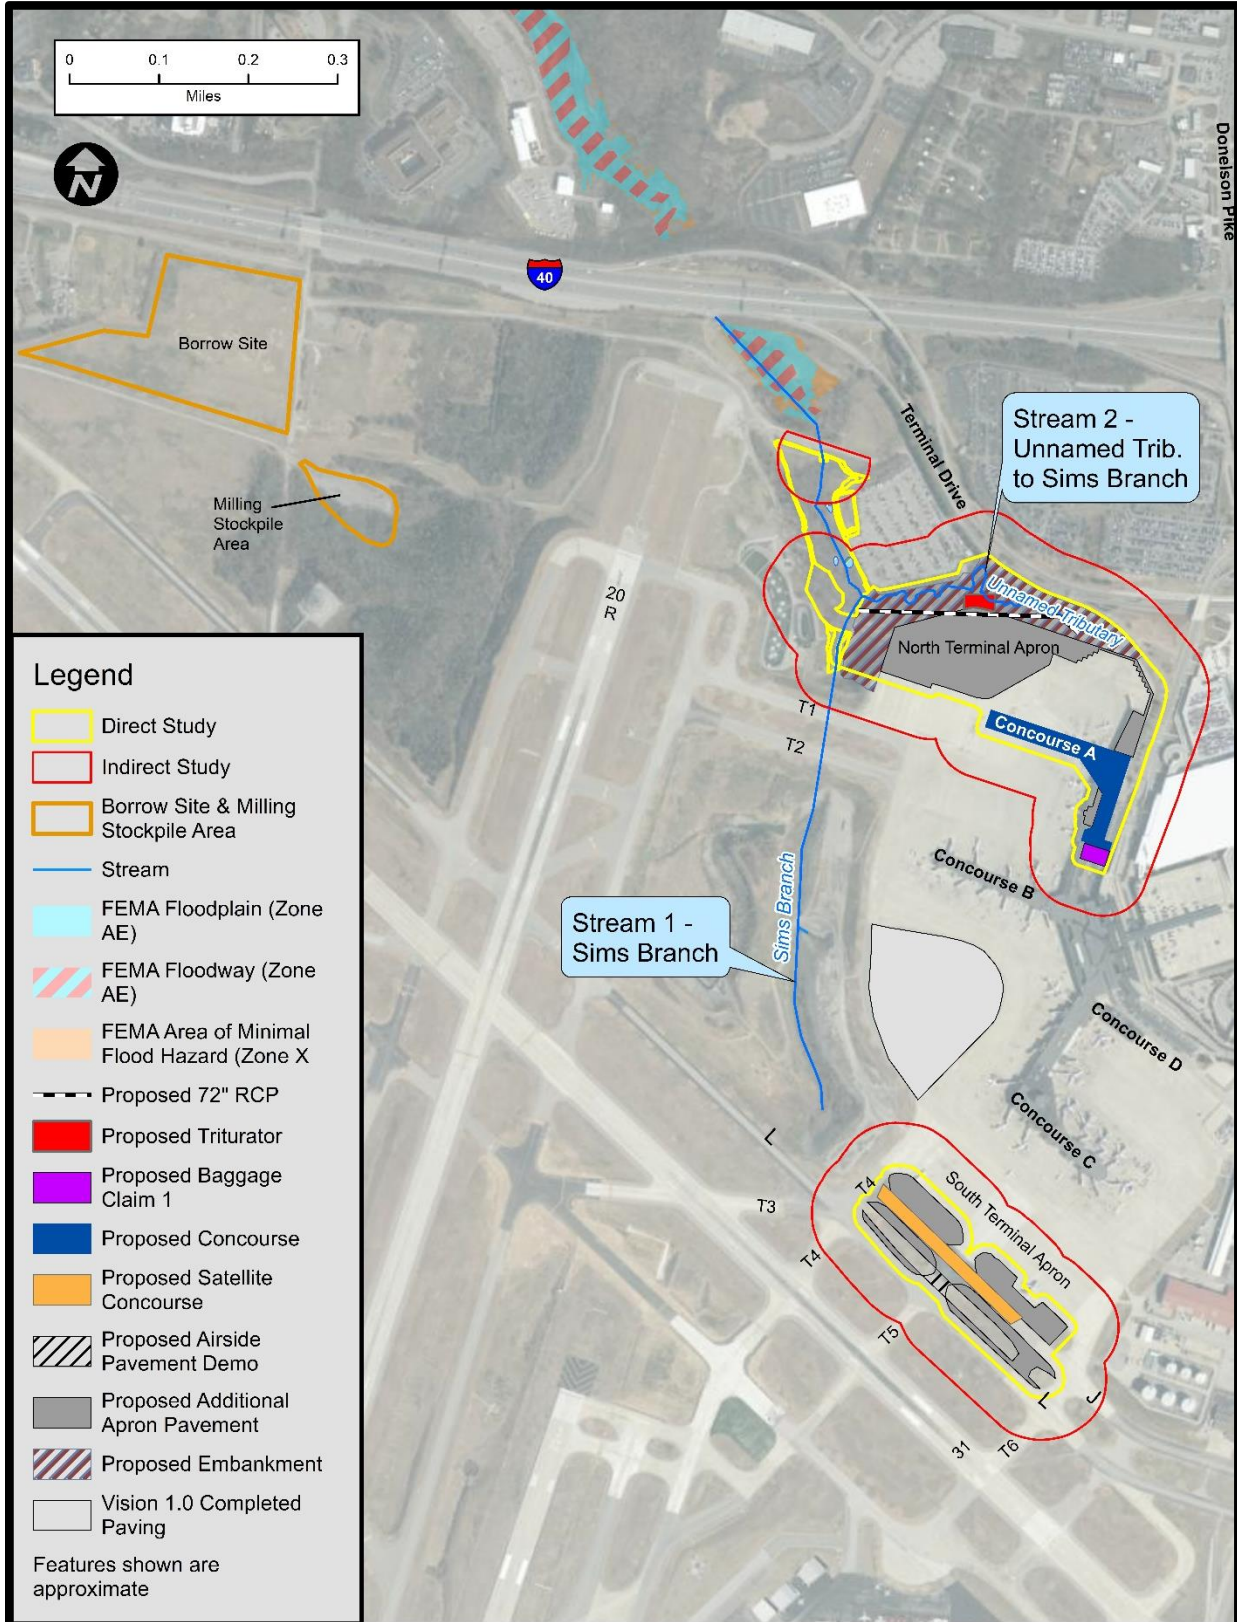 0 0.1 0.2 0.3
Miles
N
Donelson Pike
40
Borrow Site
Milling
Stockpile
Area
Terminal Drive
Stream 2 -
Unnamed Trib.
to Sims Branch
20
R
Unnamed Tributary
North Terminal Apron
T1
T2
Concourse A
Concourse B
Sims Branch
Stream 1 -
Sims Branch
Concourse D
Concourse C
L
T3
T4
T4
South Terminal Apron
T5
L
J
31
T6
Legend
Direct Study
Indirect Study
Borrow Site & Milling
Stockpile Area
Stream
FEMA Floodplain (Zone
AE)
FEMA Floodway (Zone
AE)
FEMA Area of Minimal
Flood Hazard (Zone X
Proposed 72" RCP
Proposed Triturator
Proposed Baggage
Claim 1
Proposed Concourse
Proposed Satellite
Concourse
Proposed Airside
Pavement Demo
Proposed Additional
Apron Pavement
Proposed Embankment
Vision 1.0 Completed
Paving
Features shown are
approximate